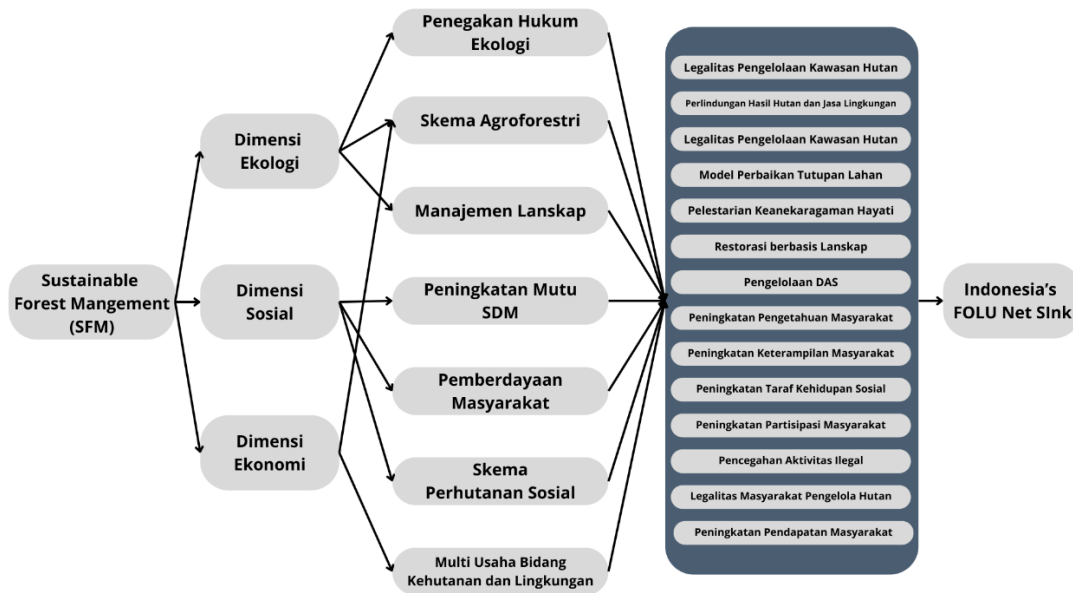 Sustainable
Forest Mangement
(SFM)
Dimensi
Ekologi
Dimensi
Sosial
Dimensi
Ekonomi
Penegakan Hukum
Ekologi
Skema Agroforestri
Manajemen Lanskap
Peningkatan Mutu
SDM
Pemberdayaan
Masyarakat
Skema
Perhutanan Sosial
Multi Usaha Bidang
Kehutanan dan Lingkungan
Legalitas Pengelolaan Kawasan Hutan
Perlindungan Hasil Hutan dan Jasa Lingkungan
Legalitas Pengelolaan Kawasan Hutan
Model Perbaikan Tutupan Lahan
Pelestarian Keanekaragaman Hayati
Restorasi berbasis Lanskap
Pengelolaan DAS
Peningkatan Pengetahuan Masyarakat
Peningkatan Keterampilan Masyarakat
Peningkatan Taraf Kehidupan Sosial
Peningkatan Partisipasi Masyarakat
Pencegahan Aktivitas Ilegal
Legalitas Masyarakat Pengelola Hutan
Peningkatan Pendapatan Masyarakat
Indonesia's
FOLU Net SInk